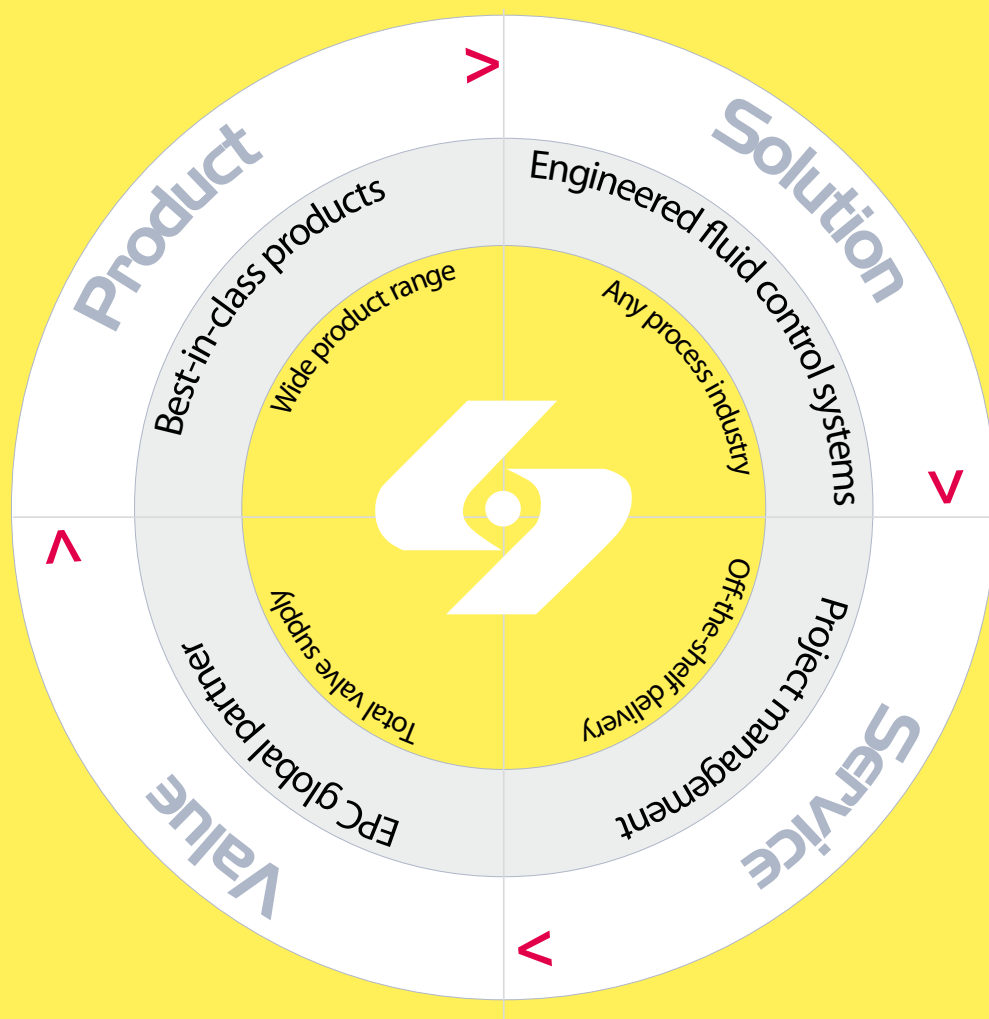 Product
Best-in-class products
Wide product range
>
Solution
Engineered fluid control systems
Any process industry
>
Service
Project management
Off-the-shelf delivery
>
Value
EPC global partner
Total valve supply
>